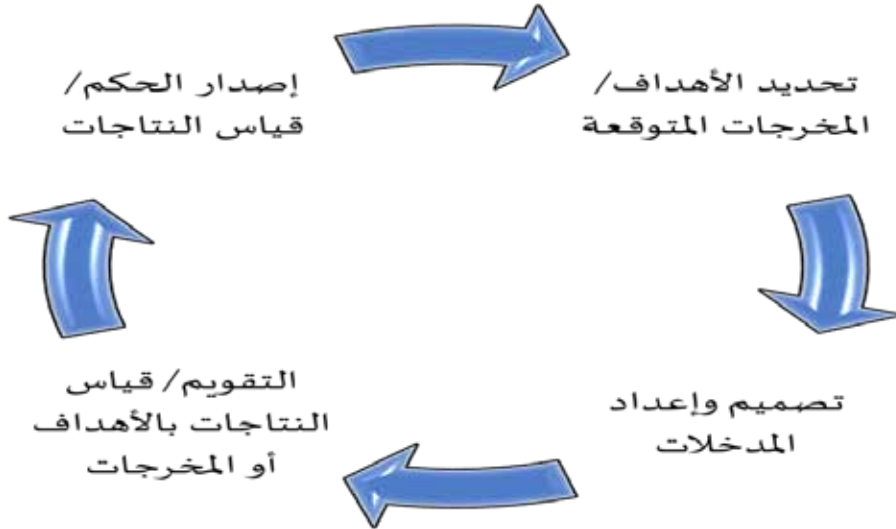 تحديد الأهداف/
المخرجات المتوقعة
تصميم وإعداد
المدخلات
التقويم/ قياس
النتاجات بالأهداف
أو المخرجات
إصدار الحكم/
قياس النتاجات